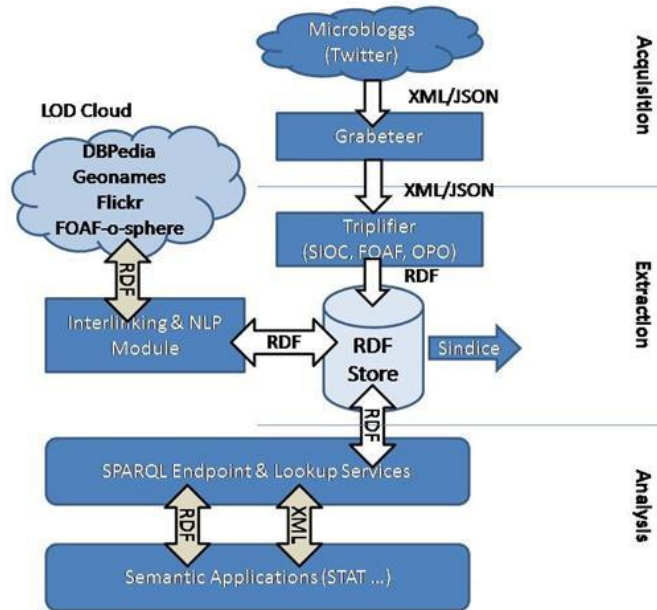 Microbloggs
(Twitter)
XML/JSON
Grabeteer
XML/JSON
Acquisition
LOD Cloud
DBPedia
Geonames
Flickr
FOAF-o-sphere
RDF
Triplifier
(SIOC, FOAF, OPO)
RDF
Interlinking & NLP
Module
RDF
RDF
Store
Sindice
Extraction
RDF
SPARQL Endpoint & Lookup Services
RDF
XML
Semantic Applications (STAT ...)
Analysis